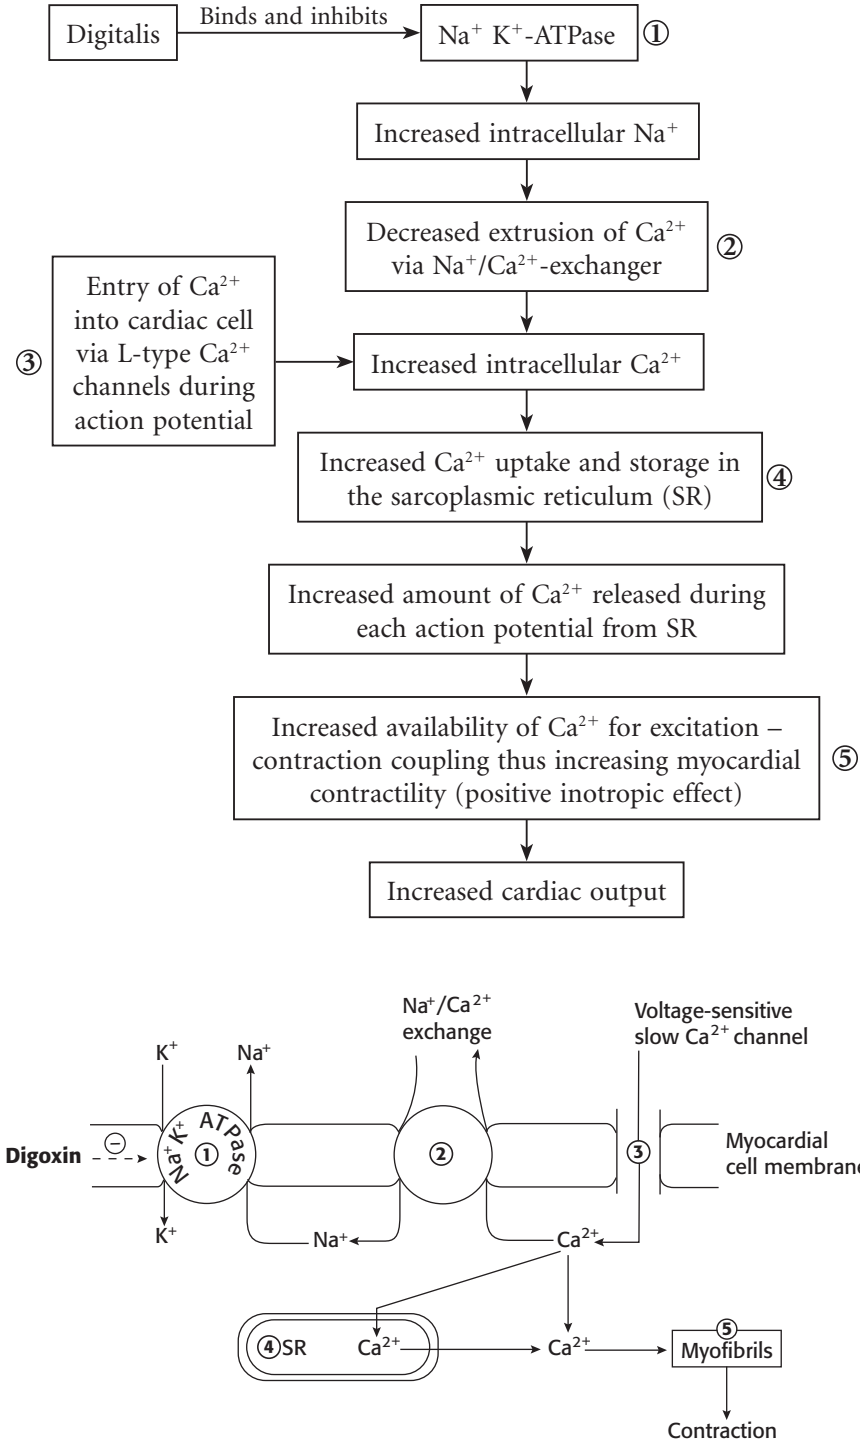 Digitalis
Binds and inhibits
Na⁺ K⁺-ATPase
①
Increased intracellular Na⁺
Decreased extrusion of Ca²⁺
via Na⁺/Ca²⁺-exchanger
②
Entry of Ca²⁺
into cardiac cell
via L-type Ca²⁺
channels during
action potential
③
Increased intracellular Ca²⁺
Increased Ca²⁺ uptake and storage in
the sarcoplasmic reticulum (SR)
④
Increased amount of Ca²⁺ released during
each action potential from SR
Increased availability of Ca²⁺ for excitation –
contraction coupling thus increasing myocardial
contractility (positive inotropic effect)
⑤
Increased cardiac output
Na⁺/Ca²⁺
exchange
Voltage-sensitive
slow Ca²⁺ channel
K⁺
Na⁺
Digoxin
−
Na⁺ K⁺ ATPase
①
②
③
Myocardial
cell membrane
K⁺
Na⁺
Ca²⁺
④ SR
Ca²⁺
Ca²⁺
⑤
Myofibrils
Contraction